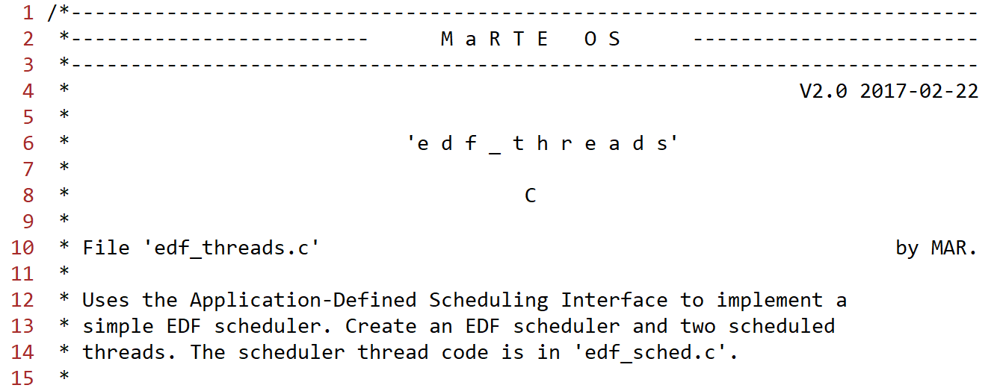 1 /*----------------------------------------------------------------------------
2  *-------------------------      M a R T E   O S      ------------------------
3  *----------------------------------------------------------------------------
4  *                                                             V2.0 2017-02-22
5  *
6  *                            'e d f _ t h r e a d s'
7  *
8  *                                      C
9  *
10  * File 'edf_threads.c'                                                by MAR.
11  *
12  * Uses the Application-Defined Scheduling Interface to implement a
13  * simple EDF scheduler. Create an EDF scheduler and two scheduled
14  * threads. The scheduler thread code is in 'edf_sched.c'.
15  *